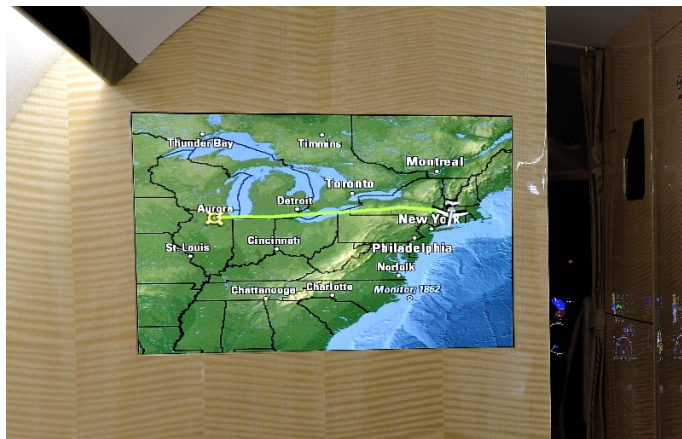 Thunder Bay
Timmins
Montreal
Toronto
Detroit
Aurora
New York
Cincinnati
St. Louis
Philadelphia
Norfolk
Chattanooga
Charlotte
Monitor, 1862